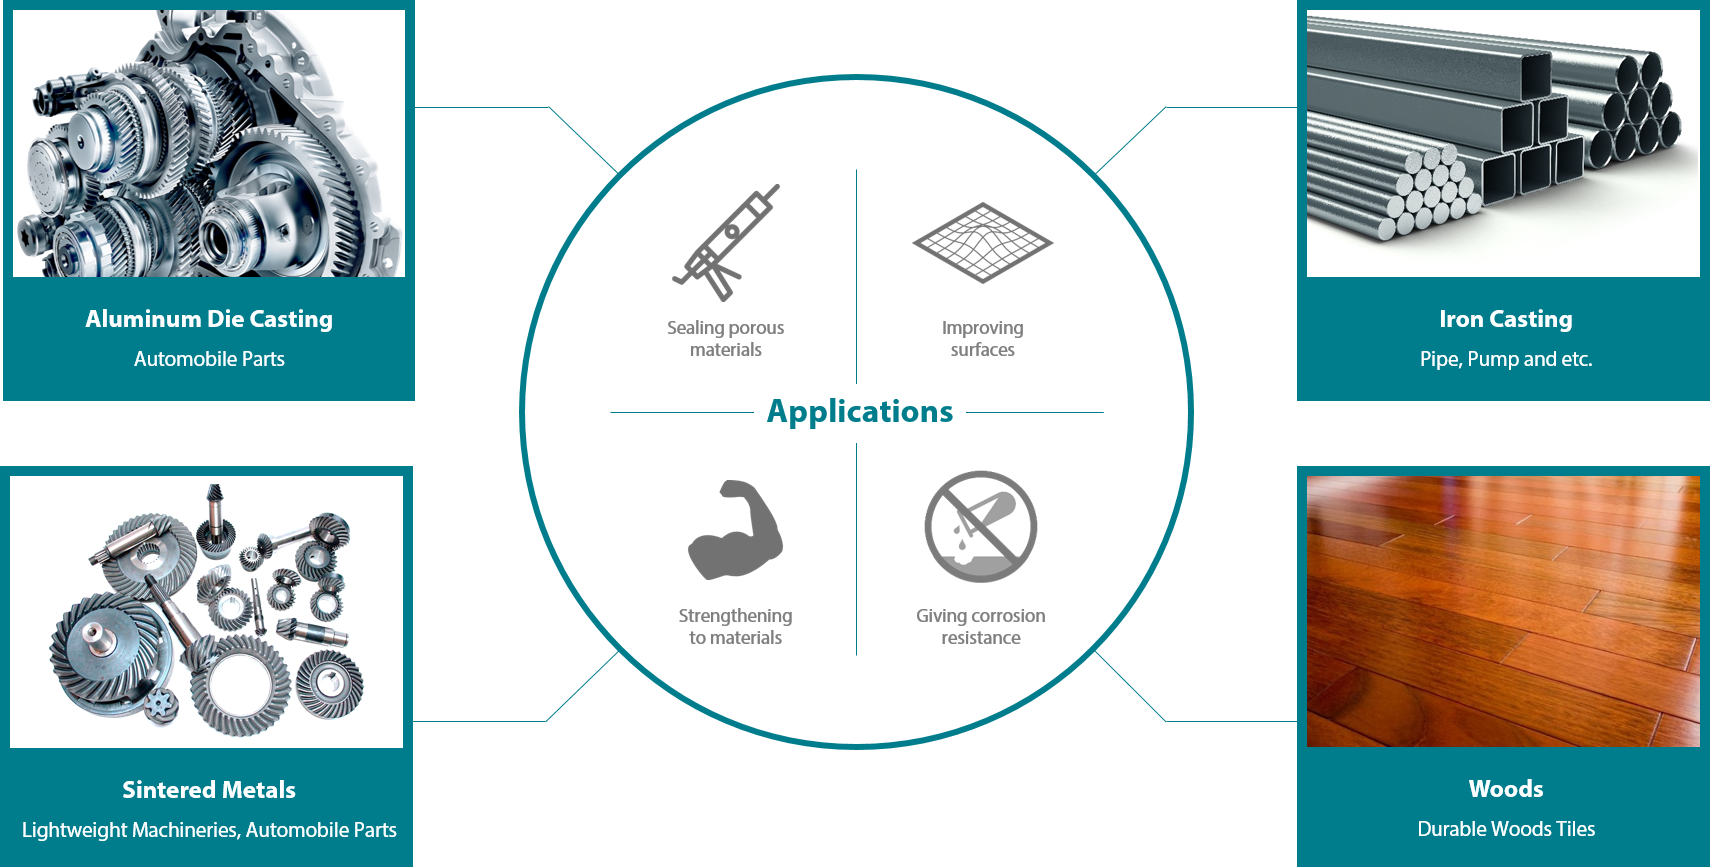 Aluminum Die Casting
Automobile Parts
Iron Casting
Pipe, Pump and etc.
Sealing porous
materials
Improving
surfaces
Applications
Strengthening
to materials
Giving corrosion
resistance
Sintered Metals
Lightweight Machineries, Automobile Parts
Woods
Durable Woods Tiles